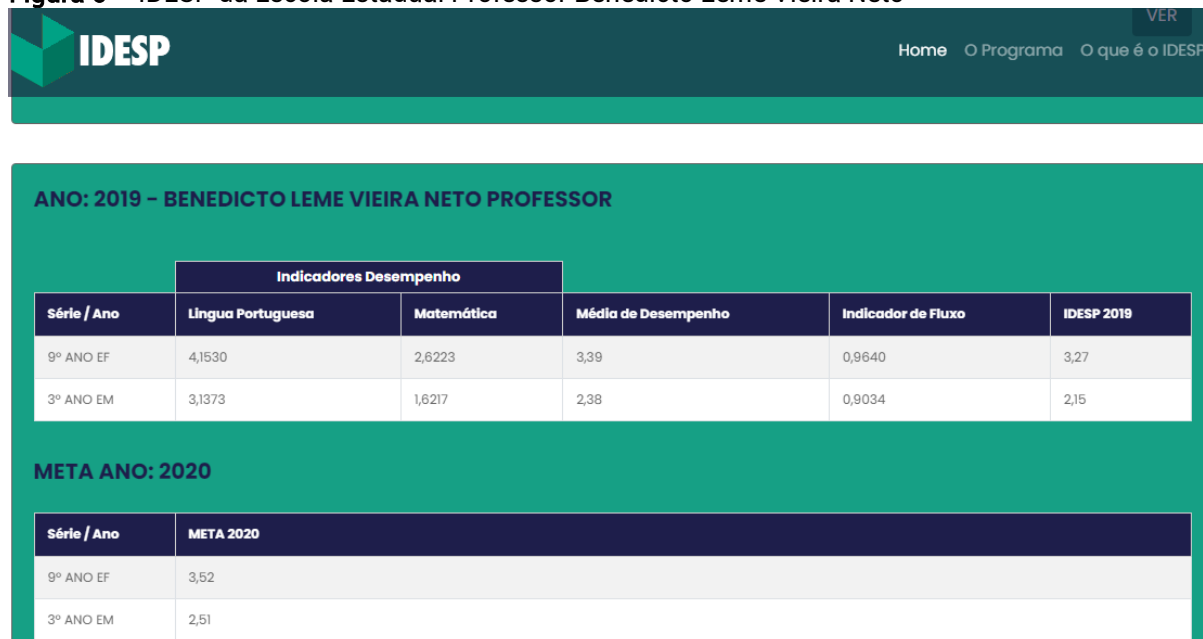 VER
IDESP
Home O Programa O que é o IDESP
ANO: 2019 - BENEDICTO LEME VIEIRA NETO PROFESSOR
Indicadores Desempenho
Série / Ano Lingua Portuguesa Matemática Média de Desempenho Indicador de Fluxo IDESP 2019
9º ANO EF 4,1530 2,6223 3,39 0,9640 3,27
3º ANO EM 3,1373 1,6217 2,38 0,9034 2,15
META ANO: 2020
Série / Ano META 2020
9º ANO EF 3,52
3º ANO EM 2,51